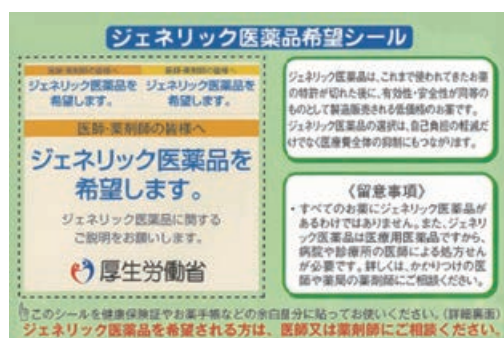 ジェネリック医薬品希望シール
医師・薬剤師の皆様へ 医師・薬剤師の皆様へ
ジェネリック医薬品を ジェネリック医薬品を
希望します。 希望します。
医師・薬剤師の皆様へ
ジェネリック医薬品を
希望します。
ジェネリック医薬品に関する
ご説明をお願いします。
厚生労働省
ジェネリック医薬品は、これまで使われてきたお薬
の特許が切れた後に、有効性・安全性が同等の
ものとして製造販売される低価格のお薬です。
ジェネリック医薬品の選択は、自己負担の軽減だ
けでなく医療費全体の抑制にもつながります。
〈留意事項〉
・すべてのお薬にジェネリック医薬品が
あるわけではありません。また、ジェネリ
ック医薬品は医療用医薬品ですから、
病院や診療所の医師による処方せん
が必要です。詳しくは、かかりつけの医
師や薬局の薬剤師にご相談ください。
このシールを健康保険証やお薬手帳などの余白部分に貼ってお使いください。(詳細裏面)
ジェネリック医薬品を希望される方は、医師又は薬剤師にご相談ください。